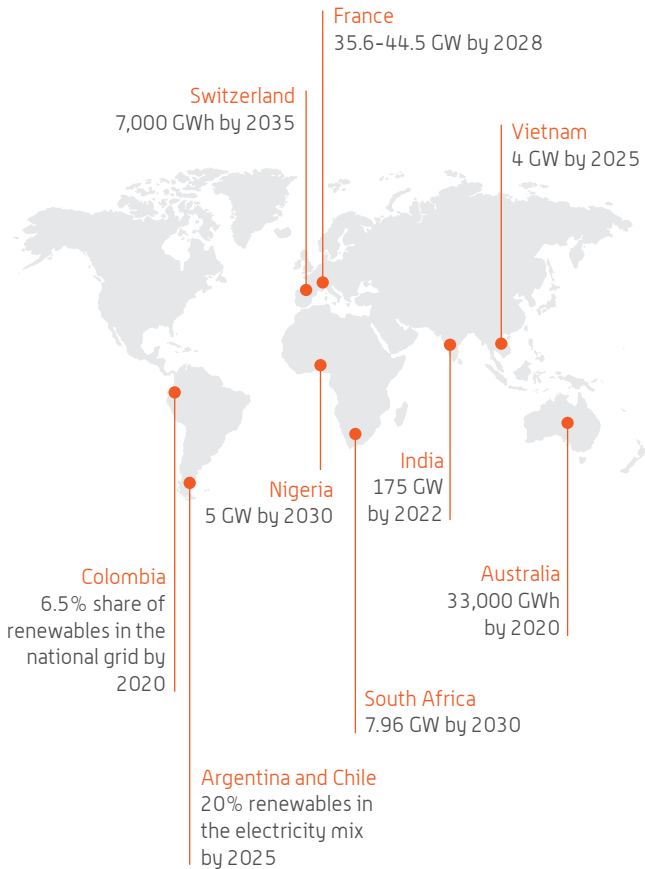 France
35.6-44.5 GW by 2028
Switzerland
7,000 GWh by 2035
Vietnam
4 GW by 2025
India
175 GW
by 2022
Nigeria
5 GW by 2030
Colombia
6.5% share of
renewables in the
national grid by
2020
Australia
33,000 GWh
by 2020
South Africa
7.96 GW by 2030
Argentina and Chile
20% renewables in
the electricity mix
by 2025